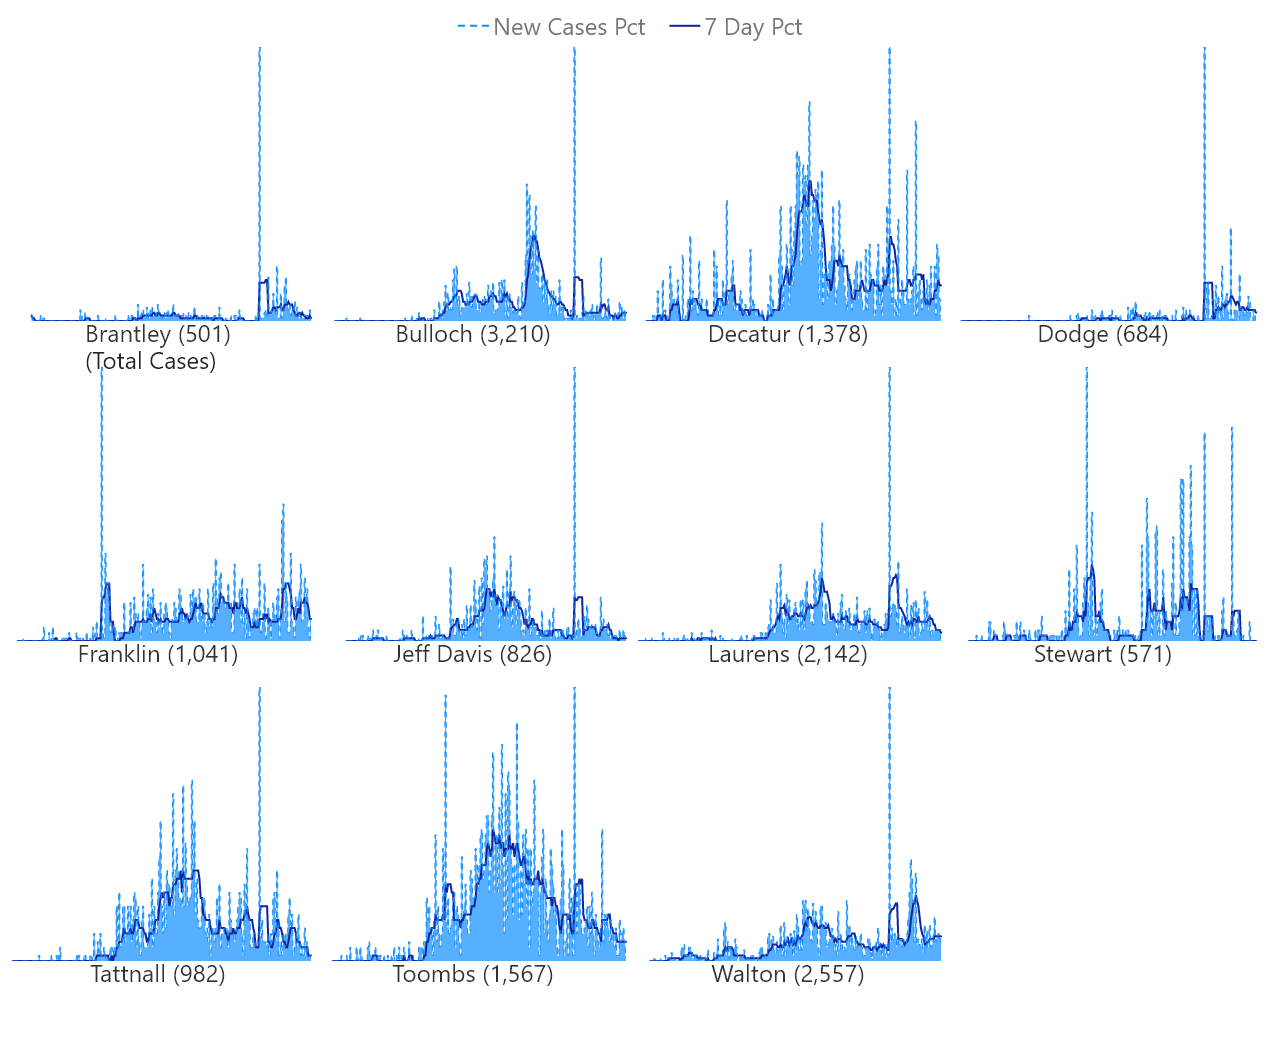 New Cases Pct 7 Day Pct
Brantley (501) Bulloch (3,210) Decatur (1,378) Dodge (684)
(Total Cases)
Franklin (1,041) Jeff Davis (826) Laurens (2,142) Stewart (571)
Tattnall (982) Toombs (1,567) Walton (2,557)